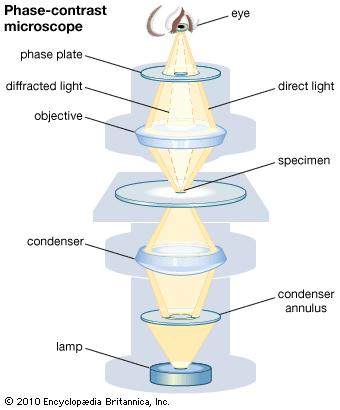 Phase-contrast
microscope
eye
phase plate
diffracted light
direct light
objective
specimen
condenser
condenser
annulus
lamp
© 2010 Encyclopædia Britannica, Inc.